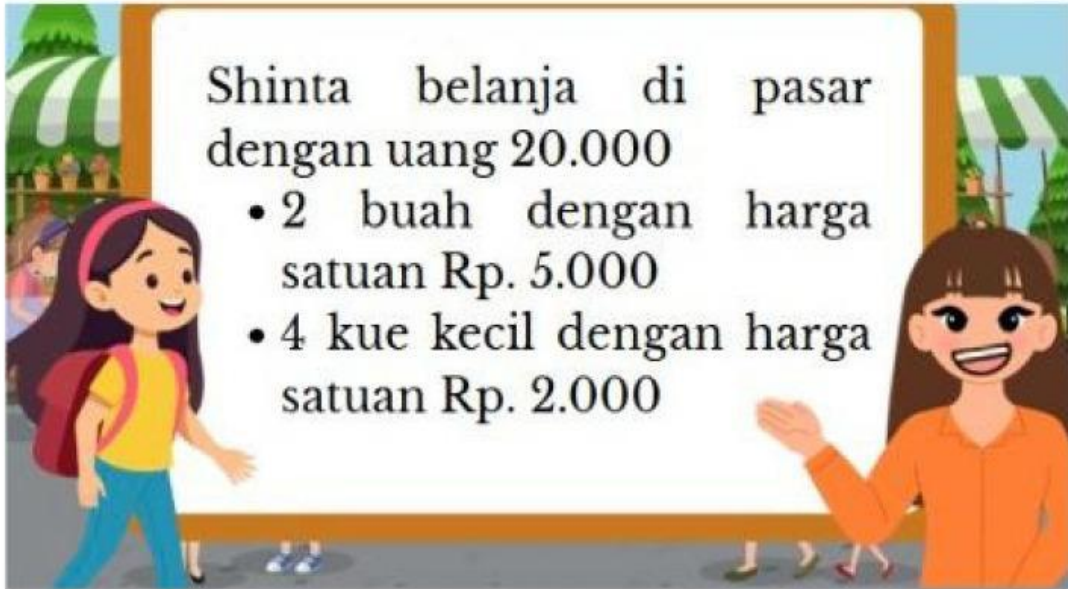 Shinta belanja di pasar
dengan uang 20.000
• 2 buah dengan harga
satuan Rp. 5.000
• 4 kue kecil dengan harga
satuan Rp. 2.000